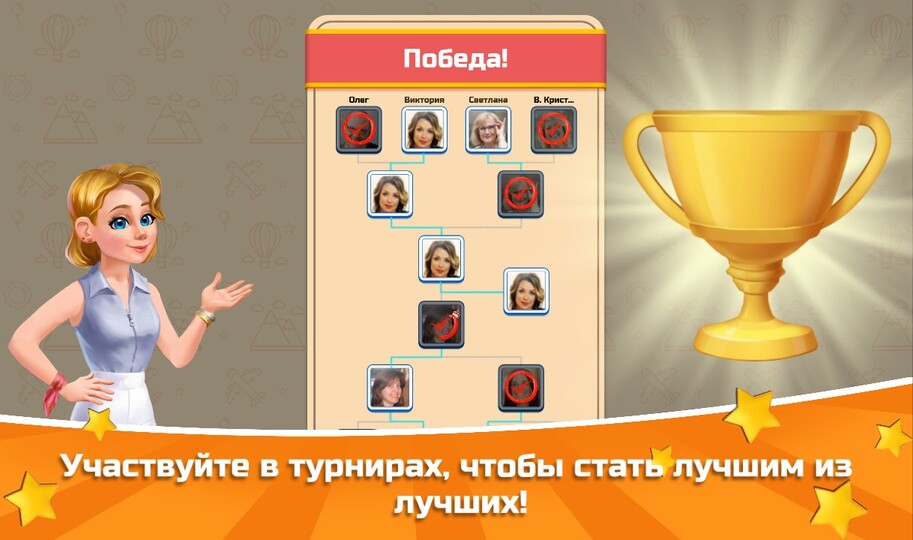 Победа!
Олег Виктория Светлана В. Крист...
Участвуйте в турнирах, чтобы стать лучшим из
лучших!